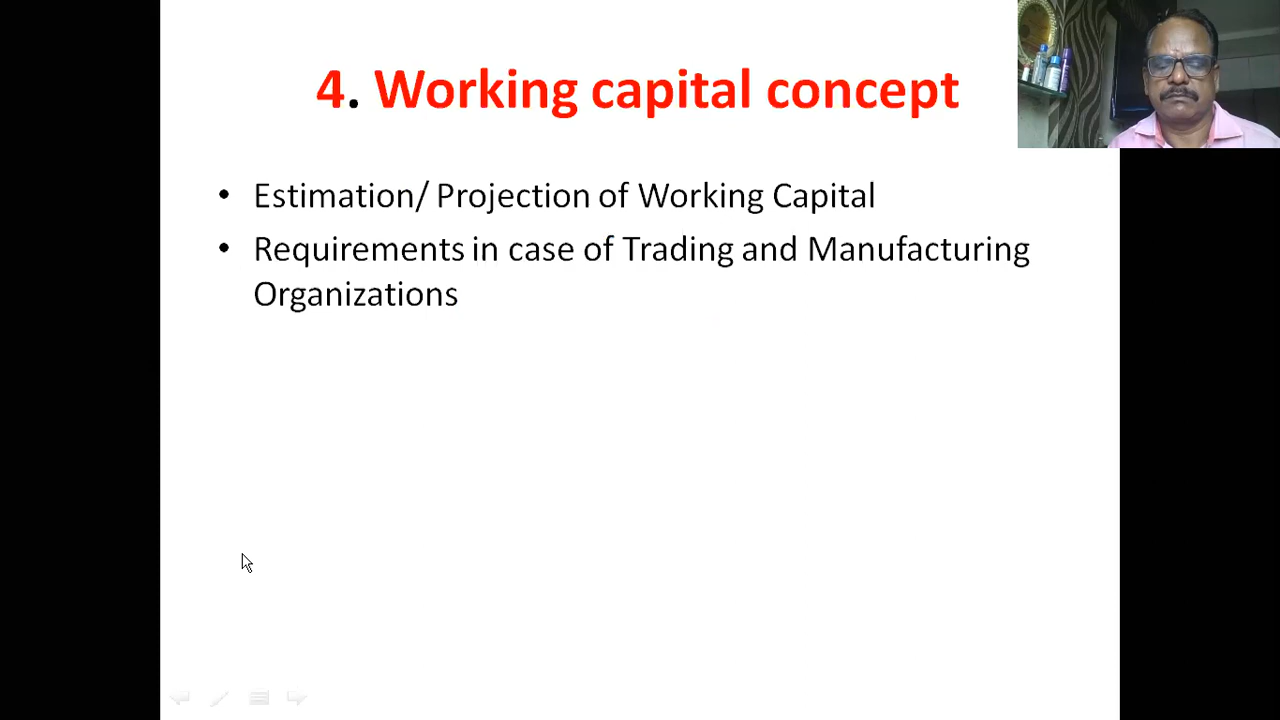 4. Working capital concept
• Estimation/ Projection of Working Capital
• Requirements in case of Trading and Manufacturing
Organizations